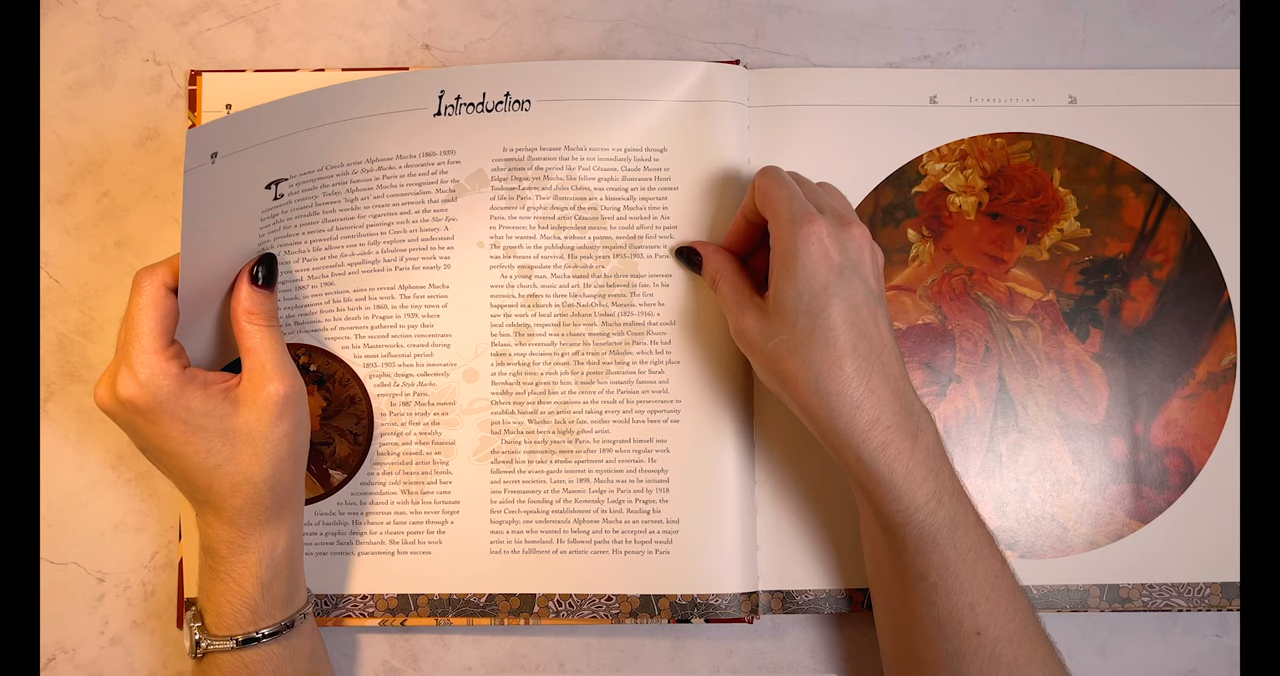 Introduction
The name of Czech artist Alphonse Mucha (1860–1939)
is synonymous with Le Style Mucha, a decorative art form
that made the artist famous in Paris at the end of the
nineteenth century. Today, Alphonse Mucha is recognized for the
bridge he created between 'high art' and commercialism. Mucha
was able to straddle both worlds: to create an artwork that could
be used for a poster illustration for cigarettes and, at the same
time, produce a series of historical paintings such as the Slav Epic,
which remains a powerful contribution to Czech art history. A
of Mucha's life allows one to fully explore and understand
of Paris at the fin-de-siècle: a fabulous period to be an
you were successful; appallingly hard if your work was
Mucha lived and worked in Paris for nearly 20
from 1887 to 1906.
book, in two sections, aims to reveal Alphonse Mucha
explorations of his life and his work. The first section
the reader from his birth in 1860, in the tiny town of
in Bohemia, to his death in Prague in 1939, where
of thousands of mourners gathered to pay their
respects. The second section concentrates
on his Masterworks, created during
his most influential period:
1893–1903 when his innovative
graphic design, collectively
called Le Style Mucha,
emerged in Paris.
In 1887 Mucha moved
to Paris to study as an
artist, at first as the
protégé of a wealthy
patron, and when financial
backing ceased, as an
impoverished artist living
on a diet of beans and lentils,
enduring cold winters and bare
accommodation. When fame came
to him, he shared it with his less fortunate
friends; he was a generous man, who never forgot
of hardship. His chance at fame came through a
create a graphic design for a theatre poster for the
actress Sarah Bernhardt. She liked his work
six-year contract, guaranteeing him success.
It is perhaps because Mucha's success was gained through
commercial illustration that he is not immediately linked to
other artists of the period like Paul Cézanne, Claude Monet or
Edgar Degas; yet Mucha, like fellow graphic illustrators Henri
Toulouse-Lautrec and Jules Chéret, was creating art in the context
of life in Paris. Their illustrations are a historically important
document of graphic design of the era. During Mucha's time in
Paris, the now revered artist Cézanne lived and worked in Aix
en Provence; he had independent means; he could afford to paint
what he wanted. Mucha, without a patron, needed to find work.
The growth in the publishing industry required illustrators; it
was his means of survival. His peak years 1893–1903, in Paris,
perfectly encapsulate the fin-de-siècle era.
As a young man, Mucha stated that his three major interests
were the church, music and art. He also believed in fate. In his
memoirs, he refers to three life-changing events. The first
happened in a church in Ústí-Nad-Orlicí, Moravia, where he
saw the work of local artist Johann Umlauf (1825–1916), a
local celebrity, respected for his work. Mucha realized that could
be him. The second was a chance meeting with Count Khuen-
Belassi, who eventually became his benefactor in Paris. He had
taken a snap decision to get off a train at Mikulov, which led to
a job working for the count. The third was being in the right place
at the right time: a rush job for a poster illustration for Sarah
Bernhardt was given to him; it made him instantly famous and
wealthy and placed him at the centre of the Parisian art world.
Others may see these occasions as the result of his perseverance to
establish himself as an artist and taking every and any opportunity
put his way. Whether luck or fate, neither would have been of use
had Mucha not been a highly gifted artist.
During his early years in Paris, he integrated himself into
the artistic community, more so after 1890 when regular work
allowed him to take a studio apartment and entertain. He
followed the avant-garde interest in mysticism and theosophy
and secret societies. Later, in 1898, Mucha was to be initiated
into Freemasonry at the Masonic Lodge in Paris and by 1918
he aided the founding of the Komensky Lodge in Prague, the
first Czech-speaking establishment of its kind. Reading his
biography, one understands Alphonse Mucha as an earnest, kind
man; a man who wanted to belong and to be accepted as a major
artist in his homeland. He followed paths that he hoped would
lead to the fulfilment of an artistic career. His penury in Paris
Introduction